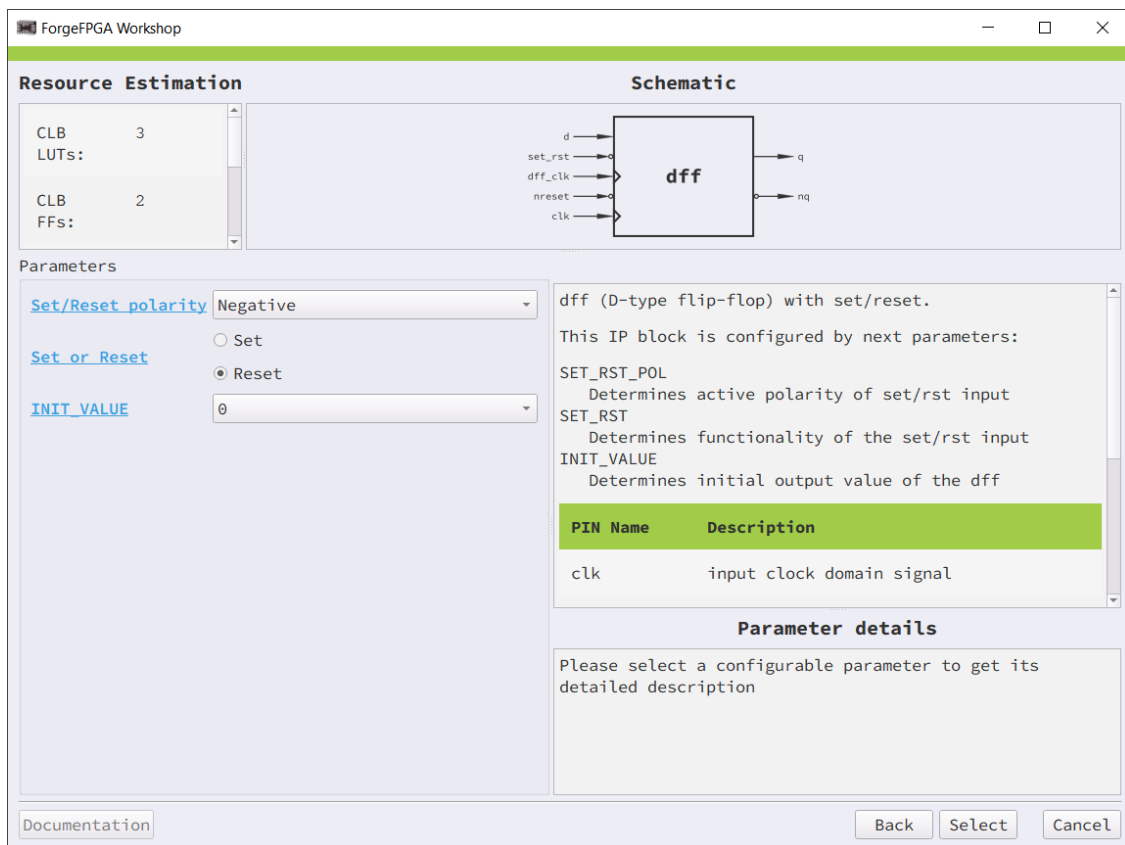 ForgeFPGA Workshop
Resource Estimation
CLB 3
LUTs:
CLB 2
FFs:
Schematic
d
set_rst
dff_clk
nreset
clk
dff
q
nq
Parameters
Set/Reset polarity Negative
Set or Reset
Set
Reset
INIT_VALUE 0
dff (D-type flip-flop) with set/reset.
This IP block is configured by next parameters:
SET_RST_POL
Determines active polarity of set/rst input
SET_RST
Determines functionality of the set/rst input
INIT_VALUE
Determines initial output value of the dff
PIN Name Description
clk input clock domain signal
Parameter details
Please select a configurable parameter to get its
detailed description
Documentation
Back
Select
Cancel